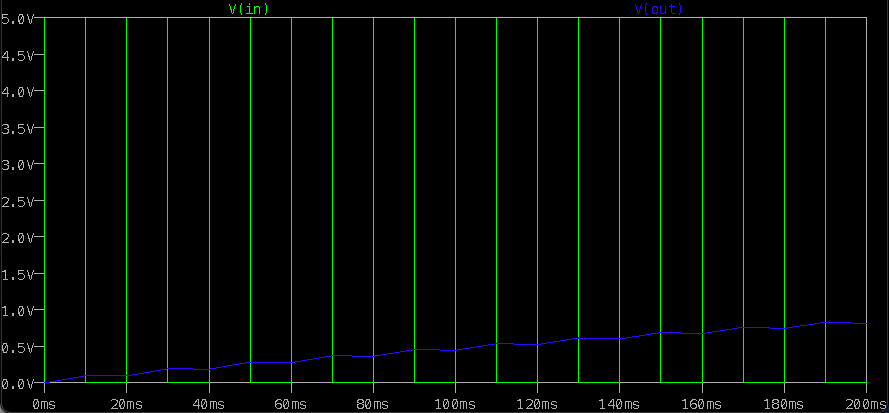 V(in) V(out)
5.0V
4.5V
4.0V
3.5V
3.0V
2.5V
2.0V
1.5V
1.0V
0.5V
0.0V
0ms 20ms 40ms 60ms 80ms 100ms 120ms 140ms 160ms 180ms 200ms